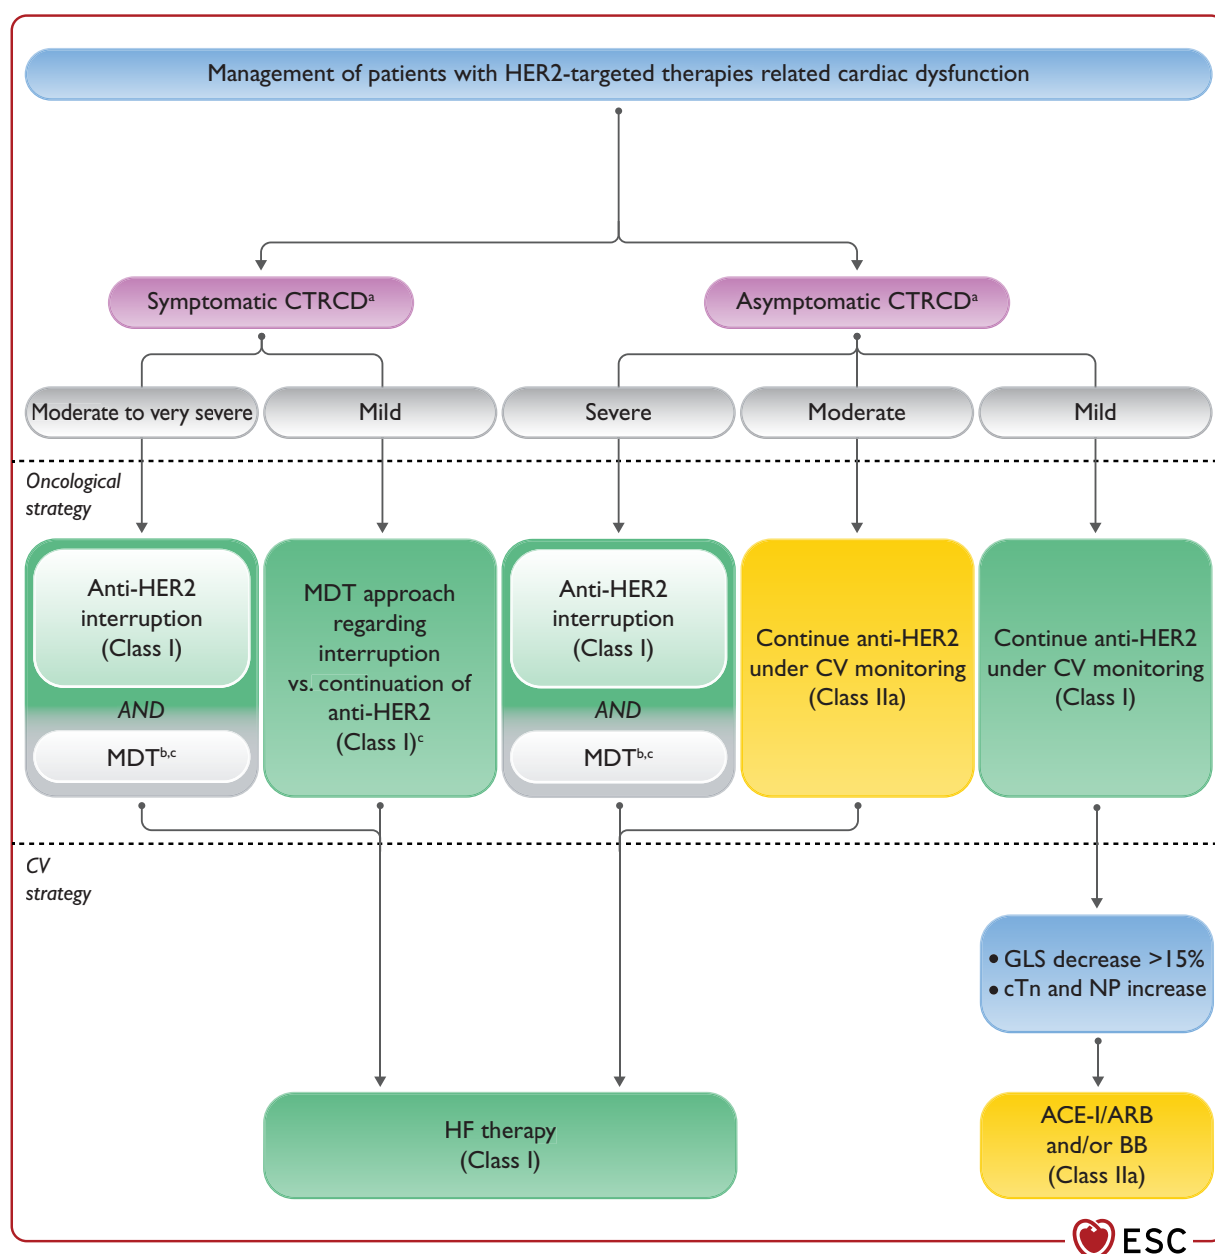 Management of patients with HER2-targeted therapies related cardiac dysfunction
Symptomatic CTRCDᵃ
Asymptomatic CTRCDᵃ
Moderate to very severe
Mild
Severe
Moderate
Mild
Oncological
strategy
Anti-HER2
interruption
(Class I)
AND
MDTᵇ,ᶜ
MDT approach
regarding
interruption
vs. continuation of
anti-HER2
(Class I)ᶜ
Anti-HER2
interruption
(Class I)
AND
MDTᵇ,ᶜ
Continue anti-HER2
under CV monitoring
(Class IIa)
Continue anti-HER2
under CV monitoring
(Class I)
CV
strategy
• GLS decrease >15%
• cTn and NP increase
HF therapy
(Class I)
ACE-I/ARB
and/or BB
(Class IIa)
ESC